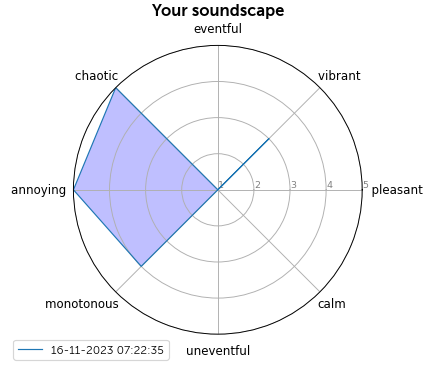 Your soundscape
eventful
chaotic
vibrant
annoying
1 2 3 4 5
pleasant
monotonous
calm
uneventful
16-11-2023 07:22:35